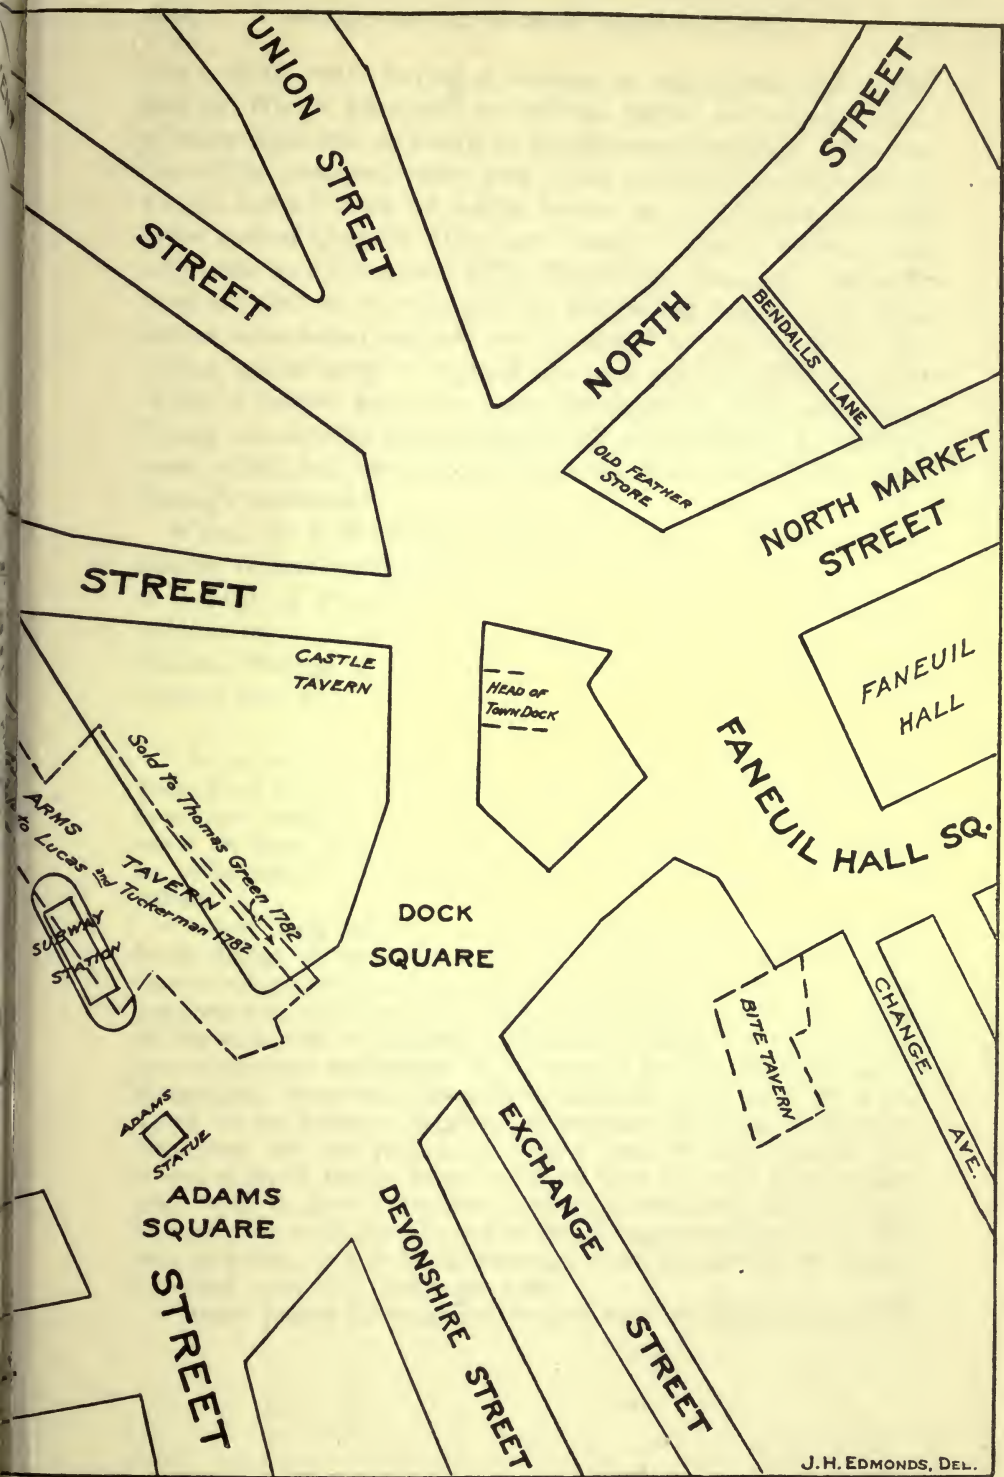 UNION STREET
STREET
STREET
NORTH
BENDALLS LANE
OLD FEATHER
STORE
NORTH MARKET
STREET
STREET
CASTLE
TAVERN
HEAD OF
TOWN DOCK
FANEUIL
HALL
FANEUIL HALL SQ.
Sold to Thomas Green 1782
ARMS
TAVERN
to Lucas and Tuckerman 1782
SUBWAY
STATION
DOCK
SQUARE
BITE TAVERN
CHANGE AVE.
ADAMS
STATUE
ADAMS
SQUARE
EXCHANGE STREET
DEVONSHIRE STREET
STREET
J.H. EDMONDS, DEL.